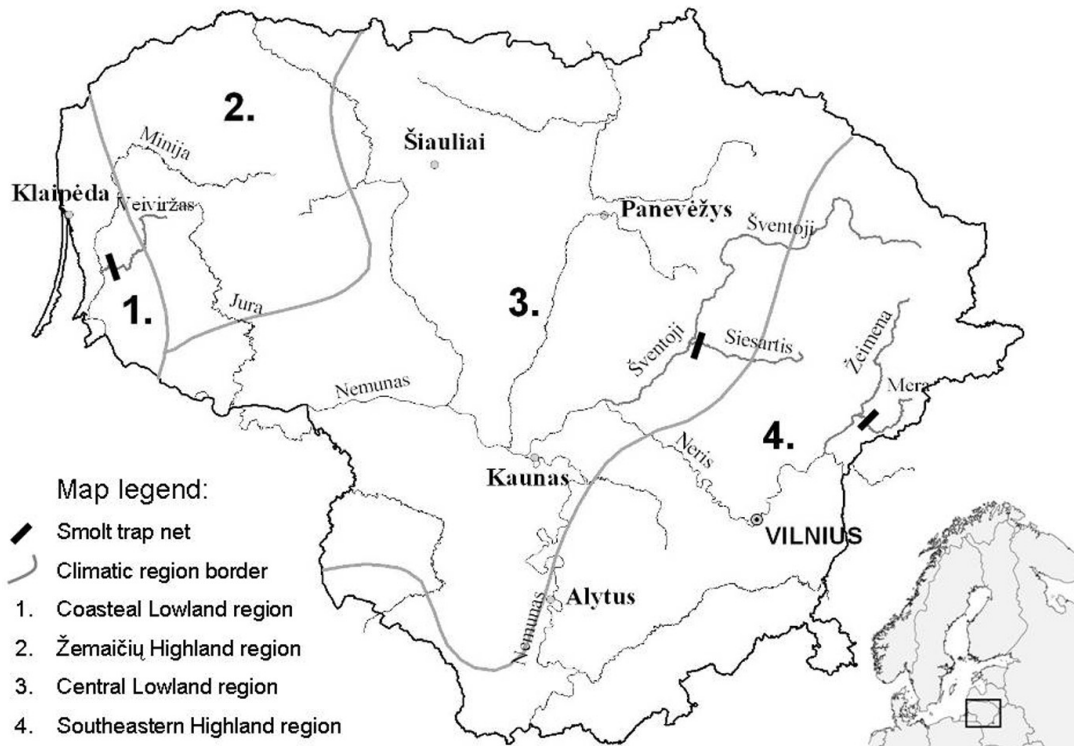 2.
Minija
Šiauliai
Klaipėda
Veiviržas
Panevėžys
Šventoji
1.
Jura
3.
Šventoji
Siesartis
Žeimena
Nemunas
Mera
4.
Neris
Kaunas
VILNIUS
Alytus
Nemunas
Map legend:
Smolt trap net
Climatic region border
1. Coasteal Lowland region
2. Žemaičių Highland region
3. Central Lowland region
4. Southeastern Highland region